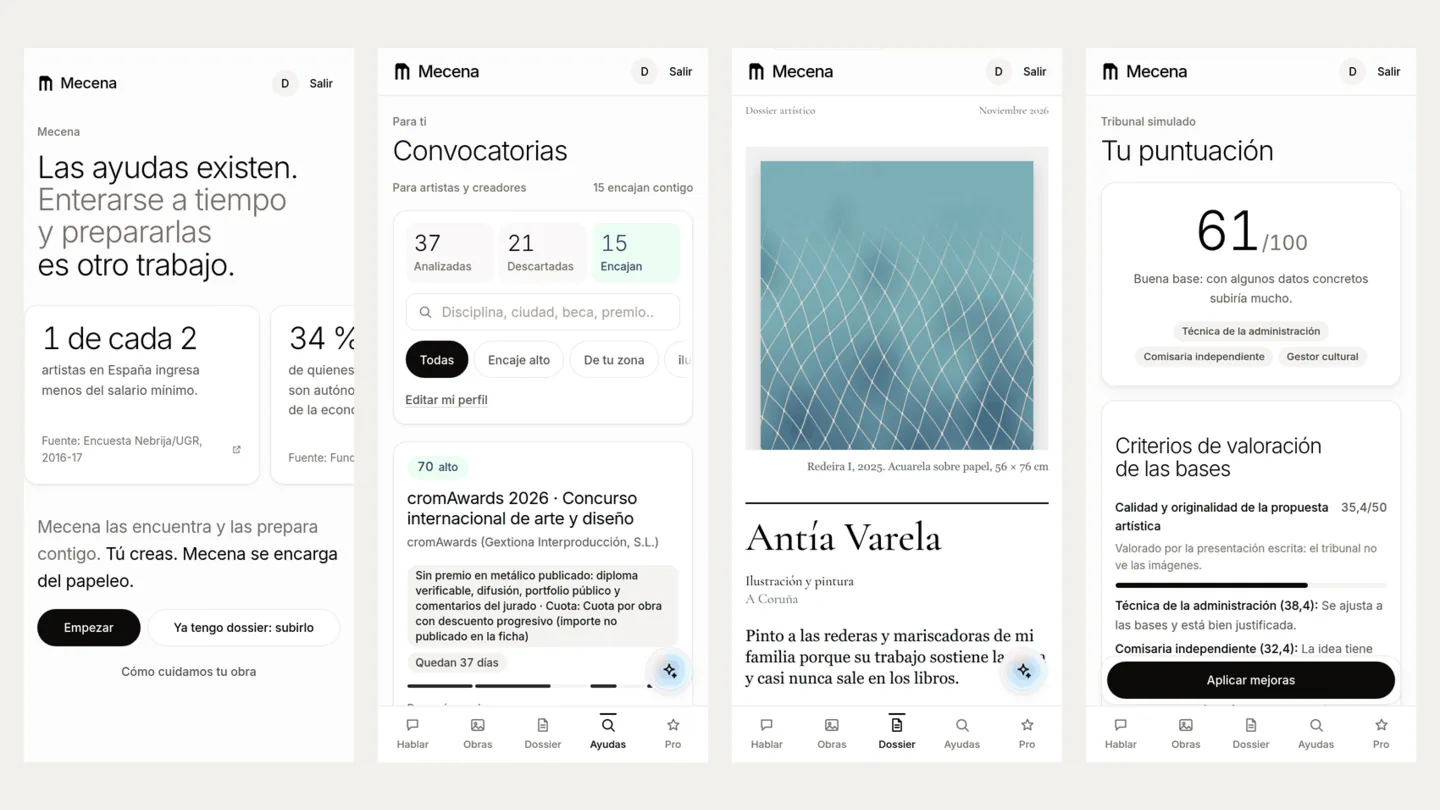 Mecena
D
Salir
Mecena
Las ayudas existen.
Enterarse a tiempo
y prepararlas
es otro trabajo.
1 de cada 2
artistas en España ingresa
menos del salario mínimo.
Fuente: Encuesta Nebrija/UGR,
2016-17
34 %
de quienes
son autóno
de la econo
Fuente: Fund
Mecena las encuentra y las prepara
contigo. Tú creas. Mecena se encarga
del papeleo.
Empezar
Ya tengo dossier: subirlo
Cómo cuidamos tu obra
Mecena
D
Salir
Para ti
Convocatorias
Para artistas y creadores
15 encajan contigo
37
Analizadas
21
Descartadas
15
Encajan
Disciplina, ciudad, beca, premio..
Todas
Encaje alto
De tu zona
ilu
Editar mi perfil
70 alto
cromAwards 2026 · Concurso
internacional de arte y diseño
cromAwards (Gextiona Interproducción, S.L.)
Sin premio en metálico publicado: diploma
verificable, difusión, portfolio público y
comentarios del jurado · Cuota: Cuota por obra
con descuento progresivo (importe no
publicado en la ficha)
Quedan 37 días
Hablar
Obras
Dossier
Ayudas
Pro
Mecena
D
Salir
Dossier artístico
Noviembre 2026
Redeira I, 2025. Acuarela sobre papel, 56 × 76 cm
Antía Varela
Ilustración y pintura
A Coruña
Pinto a las rederas y mariscadoras de mi
familia porque su trabajo sostiene la
y casi nunca sale en los libros.
Hablar
Obras
Dossier
Ayudas
Pro
Mecena
D
Salir
Tribunal simulado
Tu puntuación
61/100
Buena base: con algunos datos concretos
subiría mucho.
Técnica de la administración
Comisaria independiente
Gestor cultural
Criterios de valoración
de las bases
Calidad y originalidad de la propuesta
artística
35,4/50
Valorado por la presentación escrita: el tribunal no
ve las imágenes.
Técnica de la administración (38,4): Se ajusta a
las bases y está bien justificada.
Comisaria independiente (32,4): La idea tiene
Aplicar mejoras
Hablar
Obras
Dossier
Ayudas
Pro